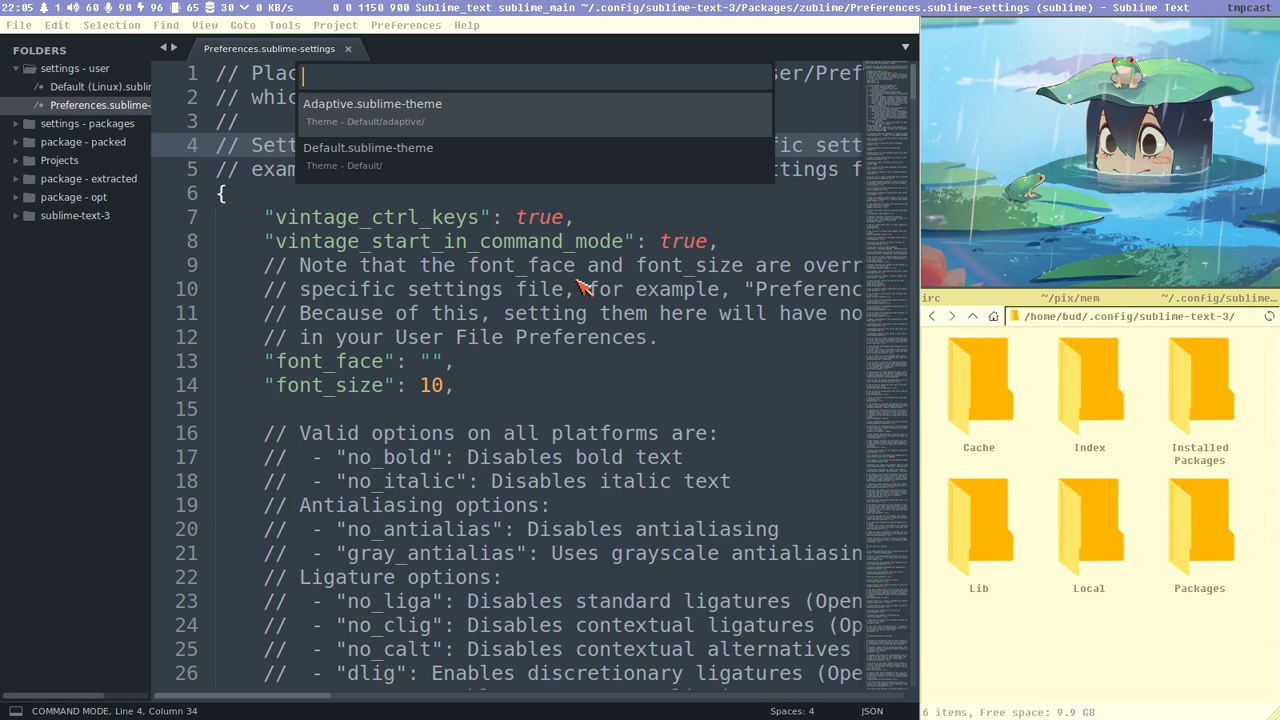 22:05 1 60 90 96 65 30 0 KB/s 0 0 1150 900 Sublime_text sublime_main ~/.config/sublime-text-3/Packages/zublime/Preferences.sublime-settings (sublime) - Sublime Text tmpcast
File Edit Selection Find View Goto Tools Project Preferences Help
FOLDERS
settings - user
Default (Linux).sublim
Preferences.sublime-
settings - packages
package - packed
Projects
package - extracted
package - opt
sublime-text-3
Preferences.sublime-settings
Adaptive.sublime-theme
Theme - Default/adaptive/
Default.sublime-theme
Theme - Default/
1 // Plac ser/Pref
2 // whic
3 //
// Sett fic sett
// exam ttings
{
7 "vintage_ctrl_keys": true,
8 "vintage_start_in_command_mode": true,
// Note that the font_face and font_size are overr
// specific settings file, for example, "Preferenc
// Because of this, setting them here will have no
// in your User File Preferences.
13 "font_face": "",
14 "font_size": 10,
15
// Valid options on all platforms are:
17 // - "no_bold": Disables bold text
// - "no_italic": Disables italic text
19 // Antialiasing options:
20 // - "no_antialias": Disables antialiasing
21 // - "gray_antialias": Uses grayscale antialiasin
22 // Ligature options:
23 // - "no_liga": Disables standard ligatures (Open
24 // - "no_clig": Disables contextual ligatures (Op
25 // - "no_calt": Disables contextual alternatives
26 // - "dlig": Enables discretionary ligatures (Ope
COMMAND MODE, Line 4, Column 34 Spaces: 4 JSON
irc ~/pix/mem ~/.config/sublime…
/home/bud/.config/sublime-text-3/
Cache Index Installed Packages
Lib Local Packages
6 items, Free space: 9.9 GB